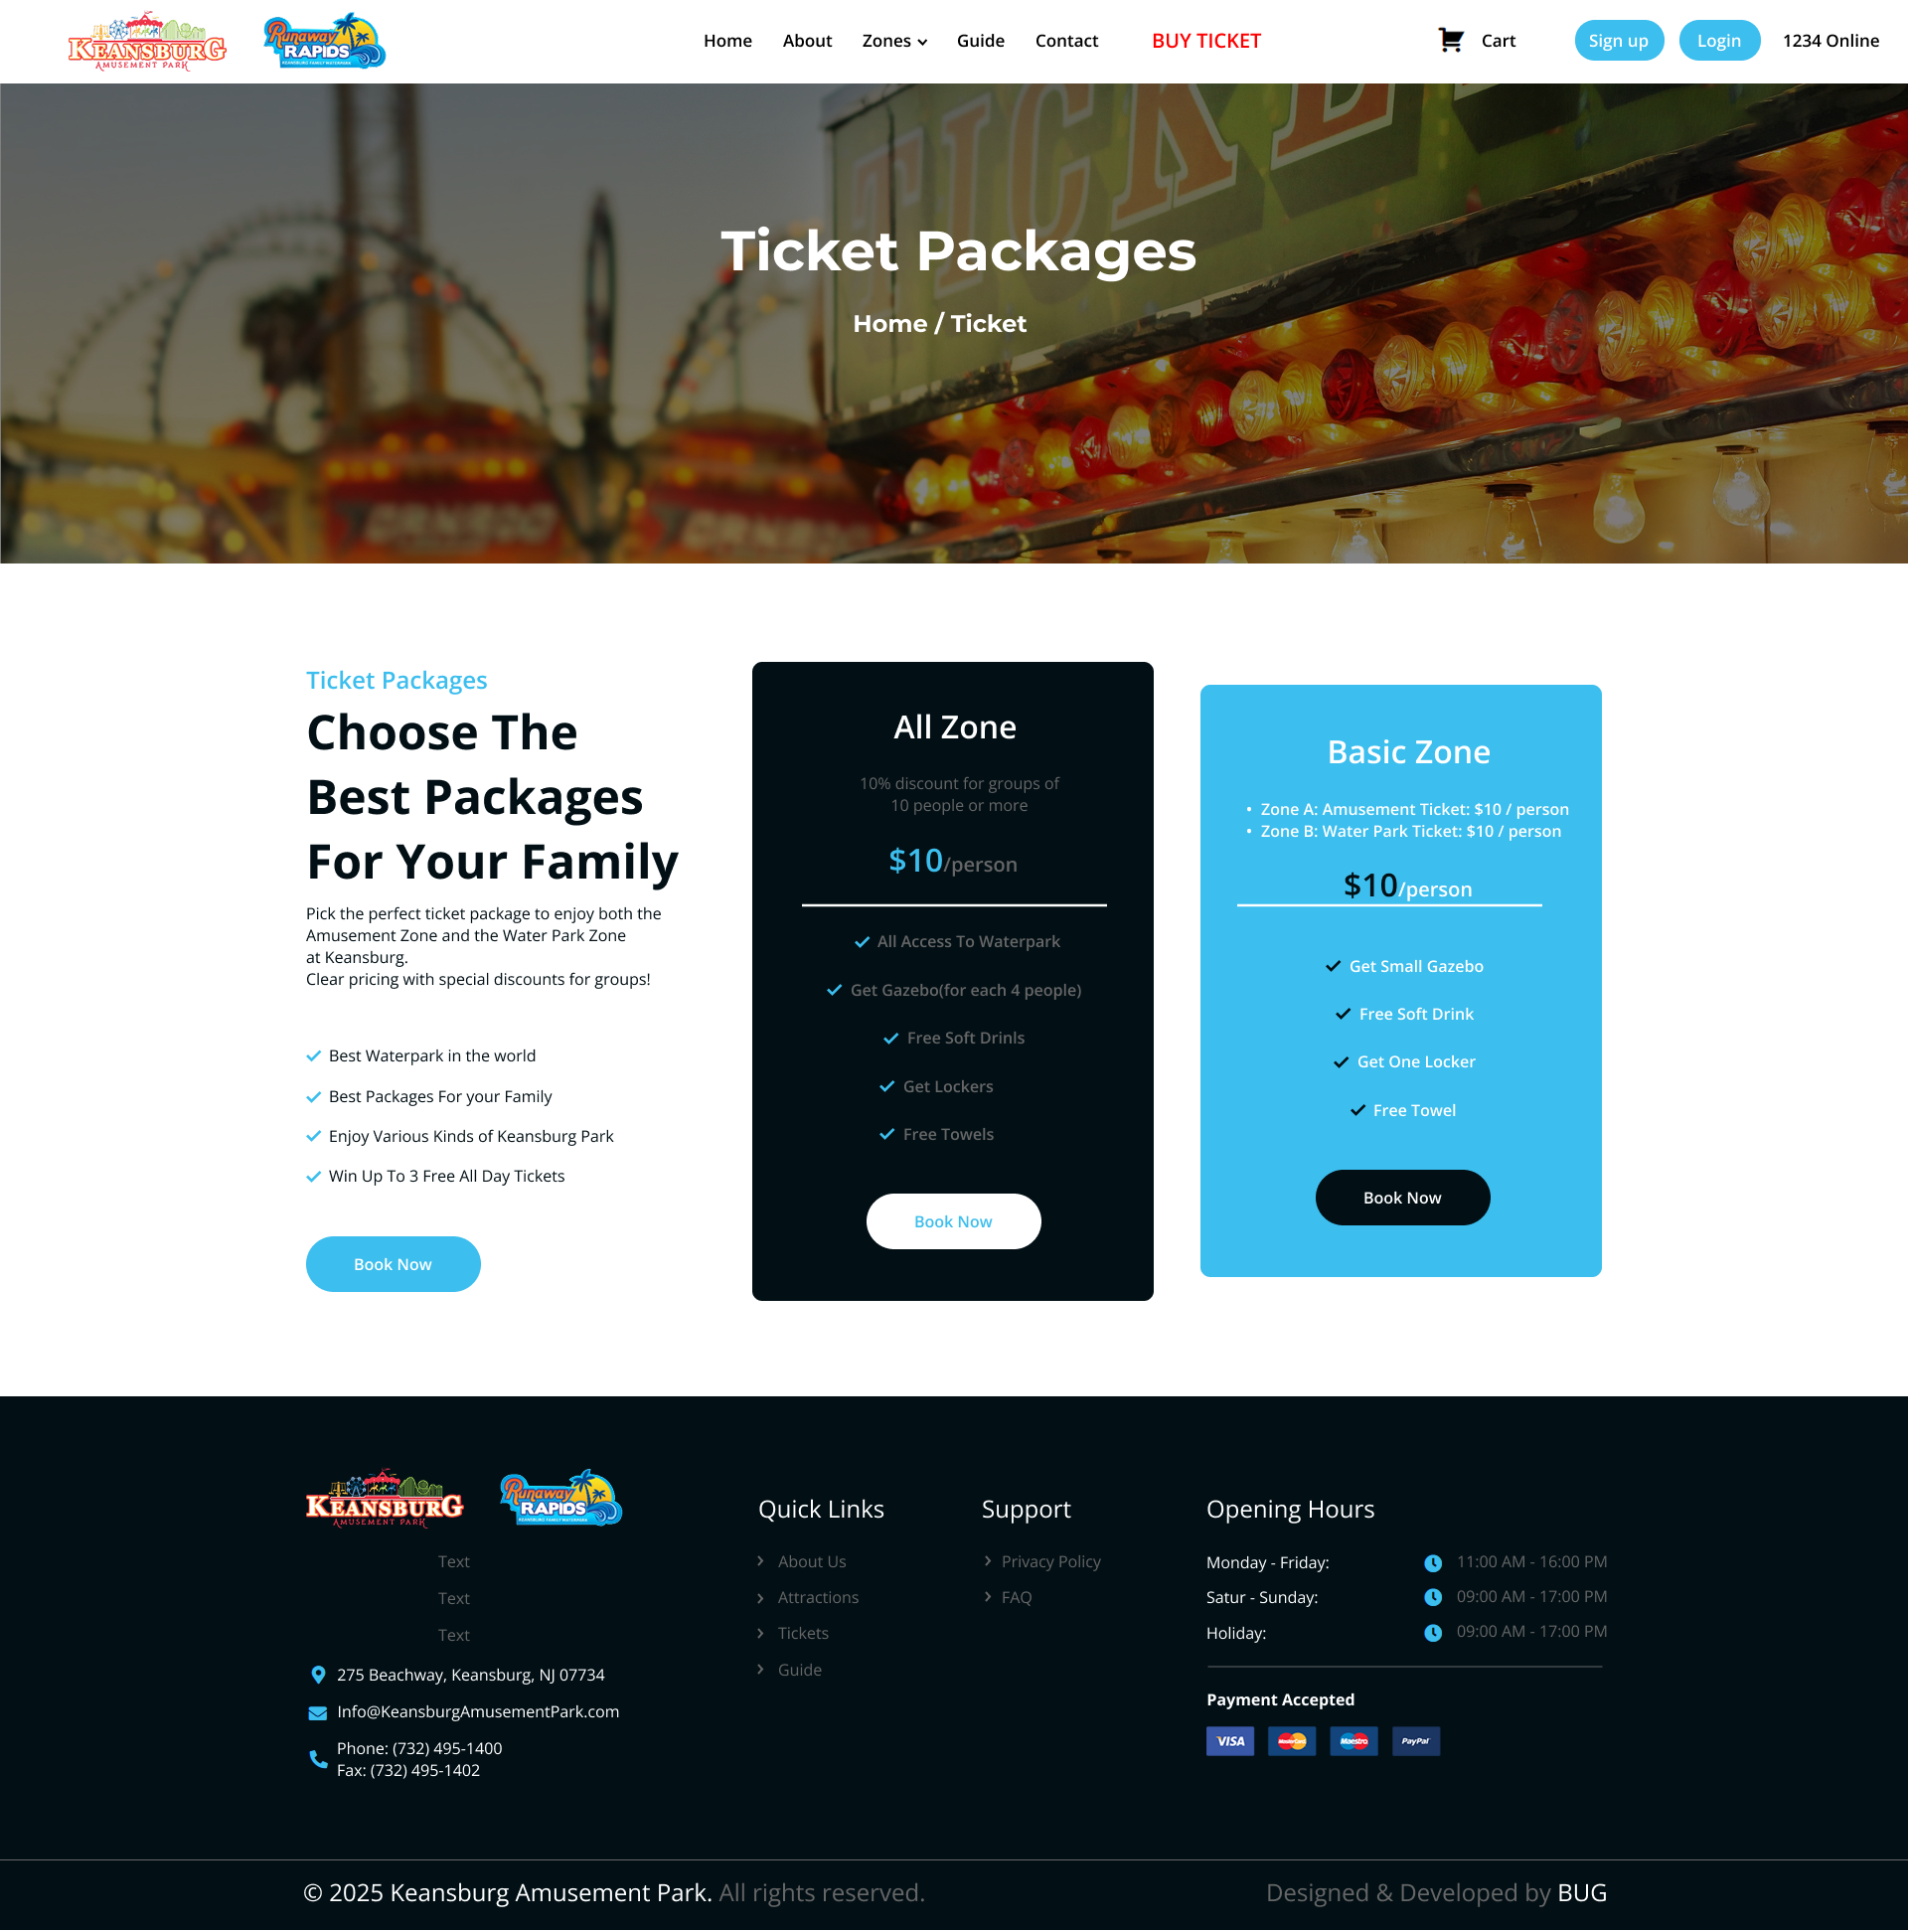 KEANSBURG
AMUSEMENT PARK
Runaway
RAPIDS
KEANSBURG FAMILY WATERPARK
Home
About
Zones
Guide
Contact
BUY TICKET
Cart
Sign up
Login
1234 Online
TICKE
Ticket Packages
Home / Ticket
Ticket Packages
Choose The
Best Packages
For Your Family
Pick the perfect ticket package to enjoy both the
Amusement Zone and the Water Park Zone
at Keansburg.
Clear pricing with special discounts for groups!
Best Waterpark in the world
Best Packages For your Family
Enjoy Various Kinds of Keansburg Park
Win Up To 3 Free All Day Tickets
Book Now
All Zone
10% discount for groups of
10 people or more
$10/person
All Access To Waterpark
Get Gazebo(for each 4 people)
Free Soft Drinls
Get Lockers
Free Towels
Book Now
Basic Zone
• Zone A: Amusement Ticket: $10 / person
• Zone B: Water Park Ticket: $10 / person
$10/person
Get Small Gazebo
Free Soft Drink
Get One Locker
Free Towel
Book Now
KEANSBURG
AMUSEMENT PARK
Runaway
RAPIDS
KEANSBURG FAMILY WATERPARK
Text
Text
Text
275 Beachway, Keansburg, NJ 07734
Info@KeansburgAmusementPark.com
Phone: (732) 495-1400
Fax: (732) 495-1402
Quick Links
About Us
Attractions
Tickets
Guide
Support
Privacy Policy
FAQ
Opening Hours
Monday - Friday: 11:00 AM - 16:00 PM
Satur - Sunday: 09:00 AM - 17:00 PM
Holiday: 09:00 AM - 17:00 PM
Payment Accepted
VISA
MasterCard
Maestro
PayPal
© 2025 Keansburg Amusement Park. All rights reserved.
Designed & Developed by BUG